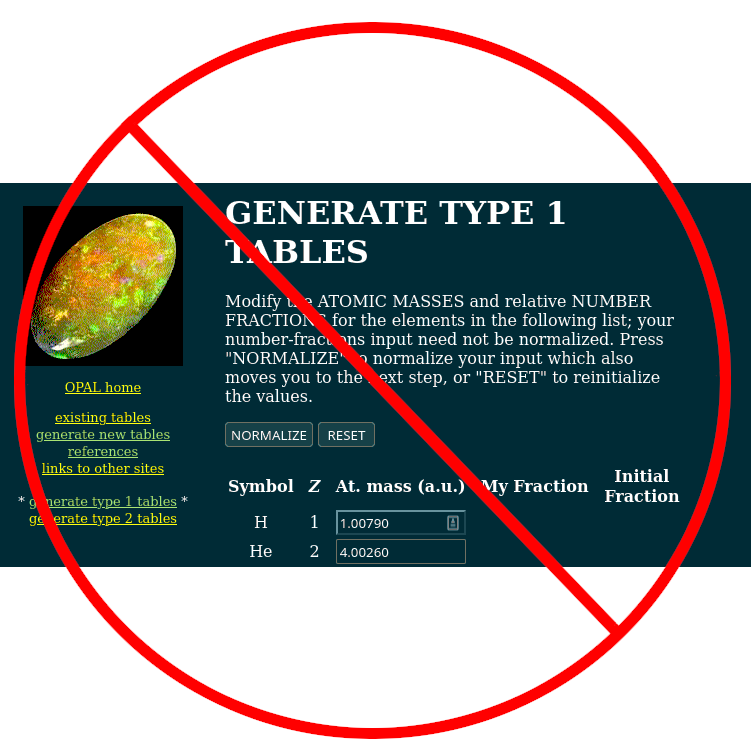 GENERATE TYPE 1
TABLES
Modify the ATOMIC MASSES and relative NUMBER
FRACTIONS for the elements in the following list; your
number-fractions input need not be normalized. Press
"NORMALIZE" to normalize your input which also
moves you to the next step, or "RESET" to reinitialize
the values.
NORMALIZE RESET
OPAL home
existing tables
generate new tables
references
links to other sites
* generate type 1 tables *
generate type 2 tables
Symbol Z At. mass (a.u.) My Fraction Initial
Fraction
H 1 1.00790
He 2 4.00260